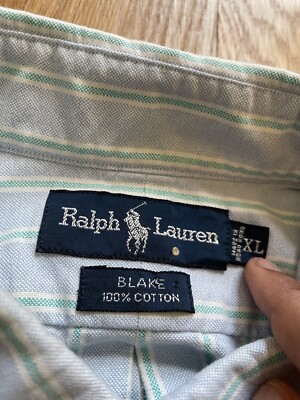 Ralph Lauren
XL
BLAKE
100% COTTON